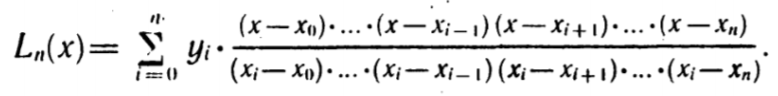 Lₙ(x) = ∑ᵢ₌₀ⁿ yᵢ · ((x−x₀)·...·(x−xᵢ₋₁)(x−xᵢ₊₁)·...·(x−xₙ))/((xᵢ−x₀)·...·(xᵢ−xᵢ₋₁)(xᵢ−xᵢ₊₁)·...·(xᵢ−xₙ)).